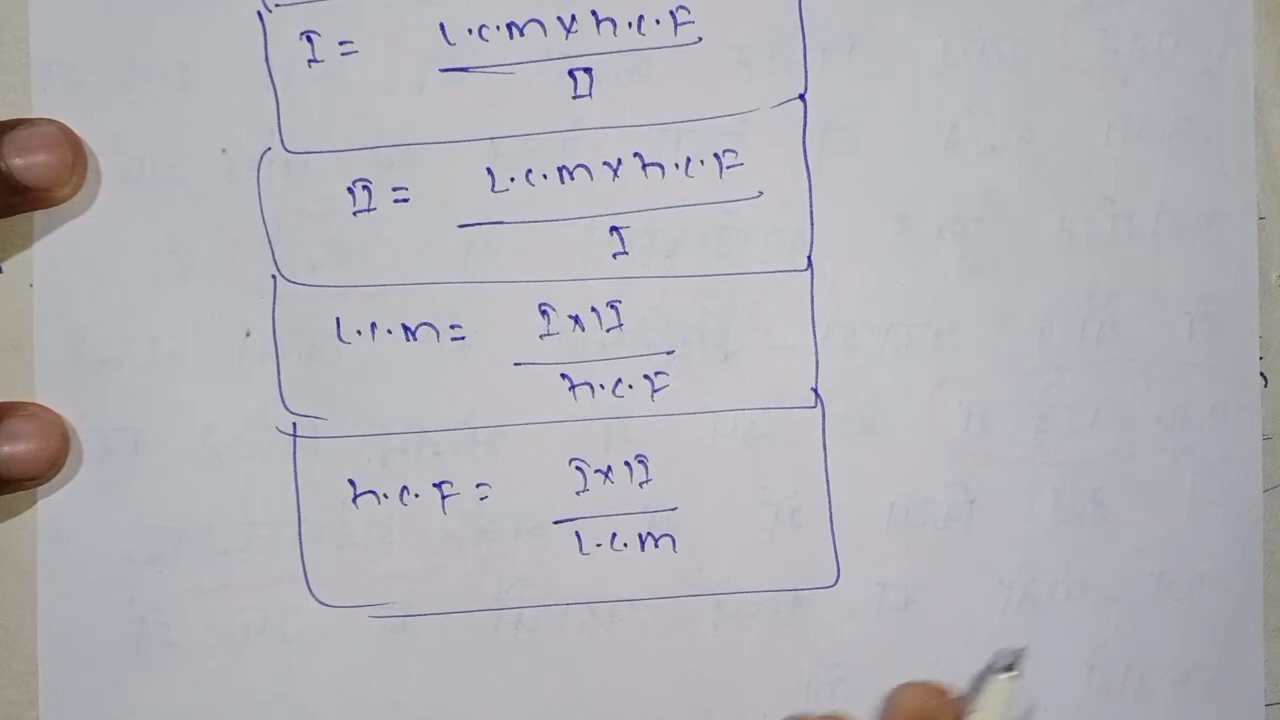 I = L.C.M x H.C.F
II
II = L.C.M x H.C.F
I
L.C.M = I x II
H.C.F
H.C.F = I x II
L.C.M